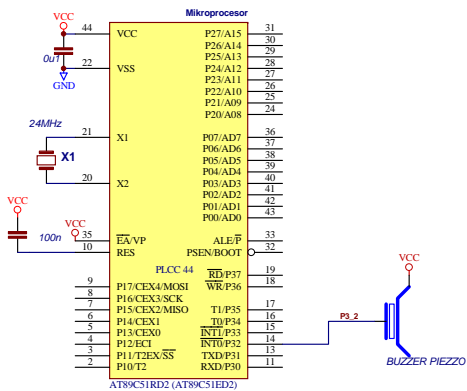 Mikroprocesor
VCC
44 VCC P27/A15 31
P26/A14 30
P25/A13 29
0u1
22 VSS P24/A12 28
P23/A11 27
GND
P22/A10 26
P21/A09 25
P20/A08 24
24MHz
21 X1 P07/AD7 36
P06/AD6 37
P05/AD5 38
X1
P04/AD4 39
20 X2 P03/AD3 40
P02/AD2 41
P01/AD1 42
VCC
P00/AD0 43
VCC
35 EA/VP ALE/P 33
100n
10 RES PSEN/BOOT 32
PLCC 44
RD/P37 19
9 P17/CEX4/MOSI WR/P36 18
8 P16/CEX3/SCK
7 P15/CEX2/MISO T1/P35 17
6 P14/CEX1 T0/P34 16
5 P13/CEX0 INT1/P33 15
4 P12/ECI INT0/P32 14
3 P11/T2EX/SS TXD/P31 13
2 P10/T2 RXD/P30 11
AT89C51RD2 (AT89C51ED2)
VCC
P3_2
BUZZER PIEZZO